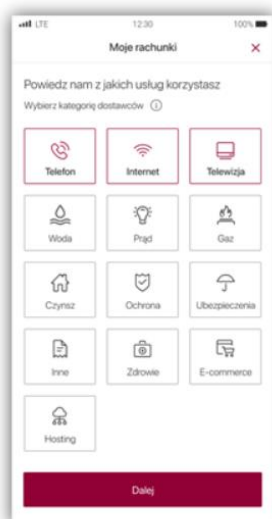 LTE 12:30 100%
Moje rachunki
Powiedz nam z jakich usług korzystasz
Wybierz kategorię dostawców
Telefon Internet Telewizja
Woda Prąd Gaz
Czynsz Ochrona Ubezpieczenia
Inne Zdrowie E-commerce
Hosting
Dalej